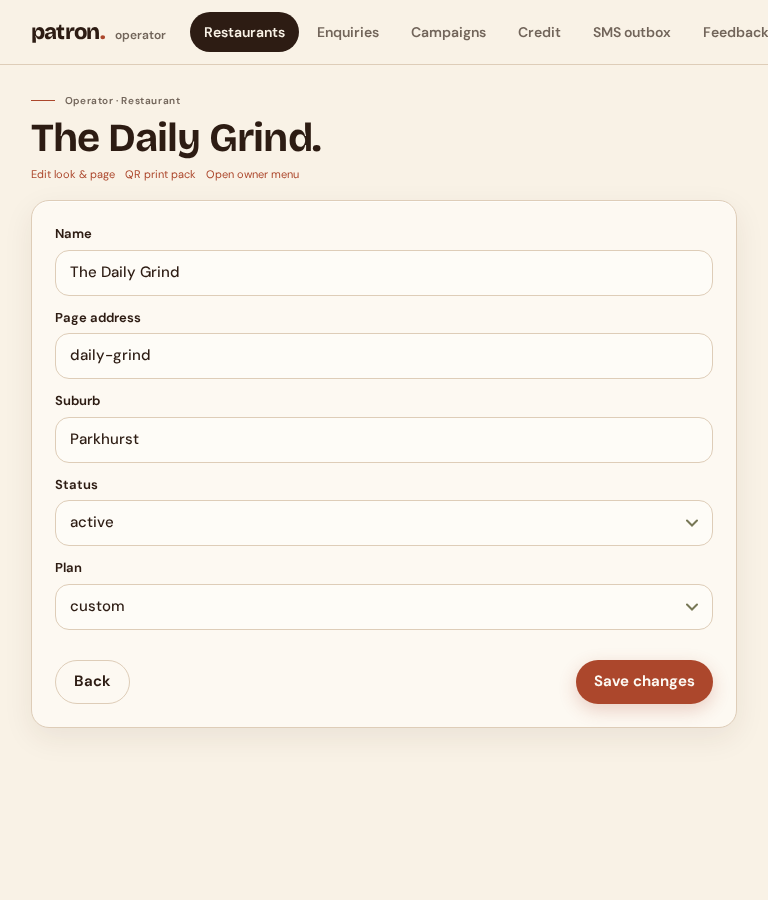 patron. operator Restaurants Enquiries Campaigns Credit SMS outbox Feedback
Operator · Restaurant
The Daily Grind.
Edit look & page QR print pack Open owner menu
Name
The Daily Grind
Page address
daily-grind
Suburb
Parkhurst
Status
active
Plan
custom
Back Save changes